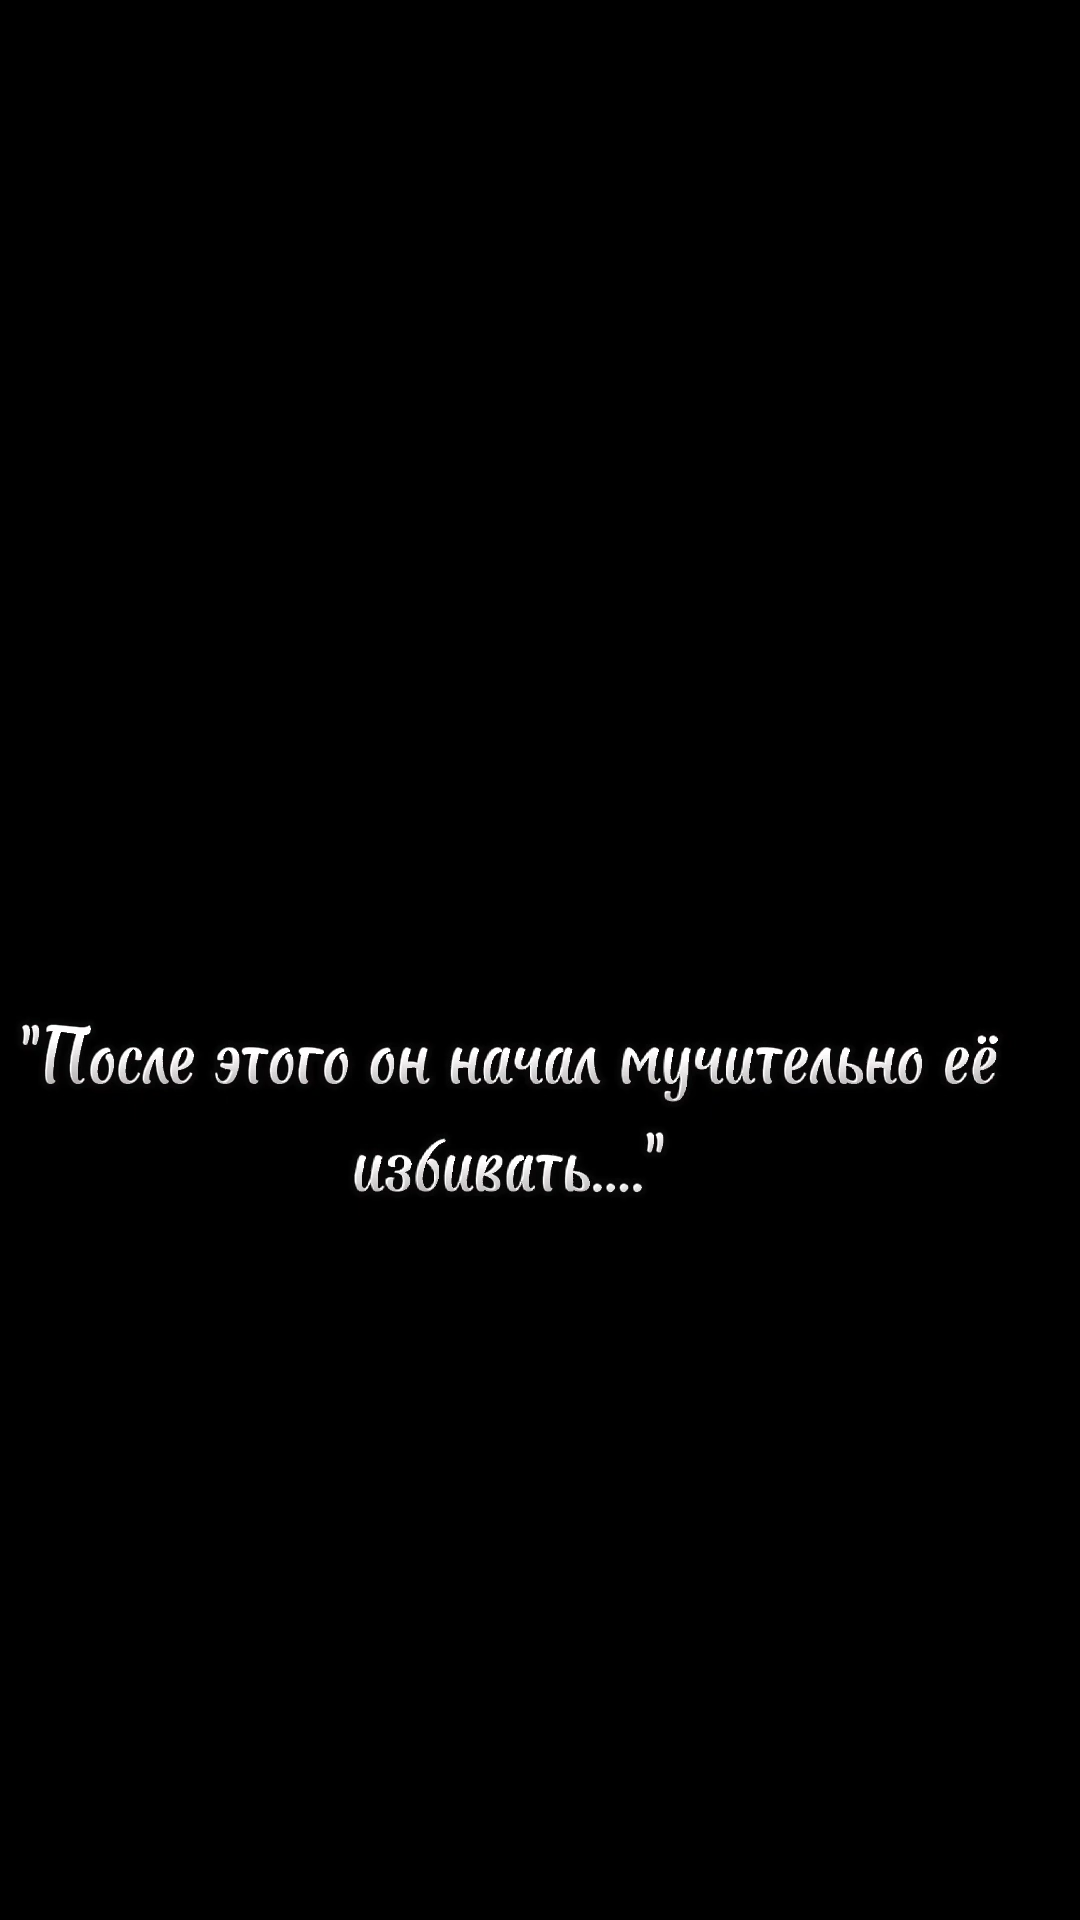 "После этого он начал мучительно её
избивать...."